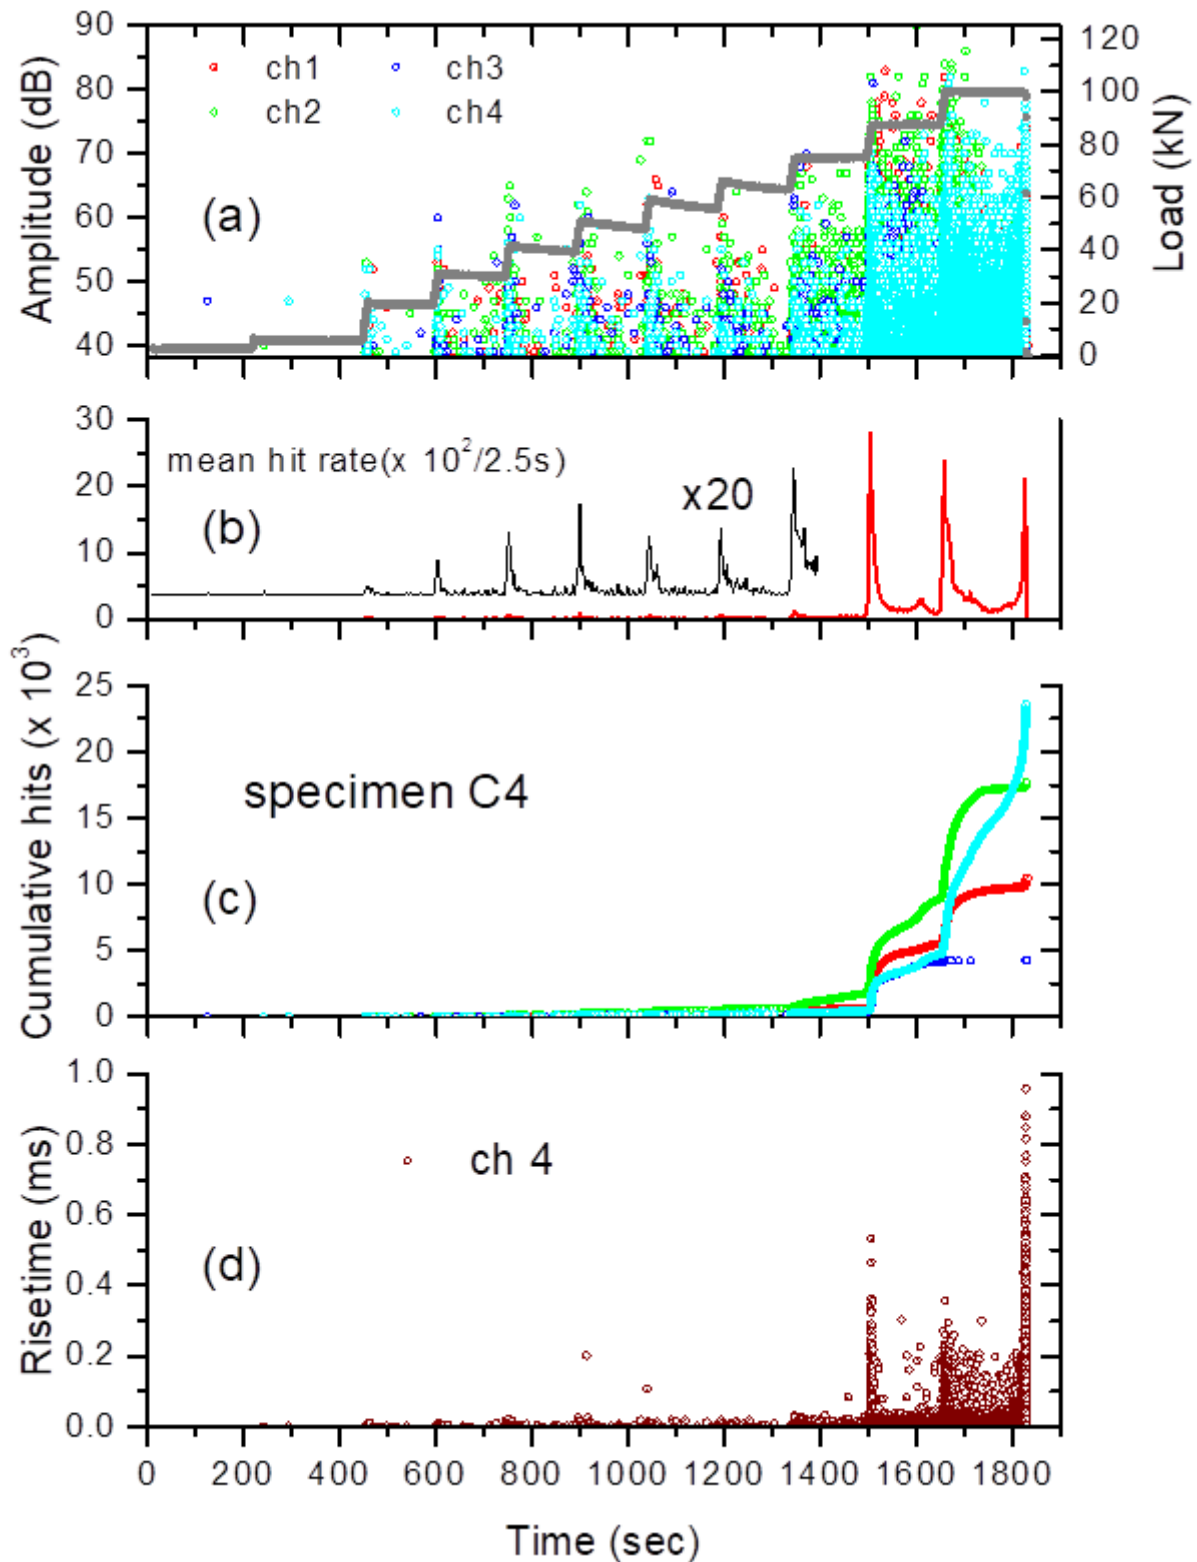 90
80
70
60
50
40
Amplitude (dB)
ch1
ch3
ch2
ch4
(a)
120
100
80
60
40
20
0
Load (kN)
30
20
10
0
mean hit rate(x 10²/2.5s)
x20
(b)
25
20
15
10
5
0
Cumulative hits (x 10³)
specimen C4
(c)
1.0
0.8
0.6
0.4
0.2
0.0
Risetime (ms)
ch 4
(d)
0 200 400 600 800 1000 1200 1400 1600 1800
Time (sec)